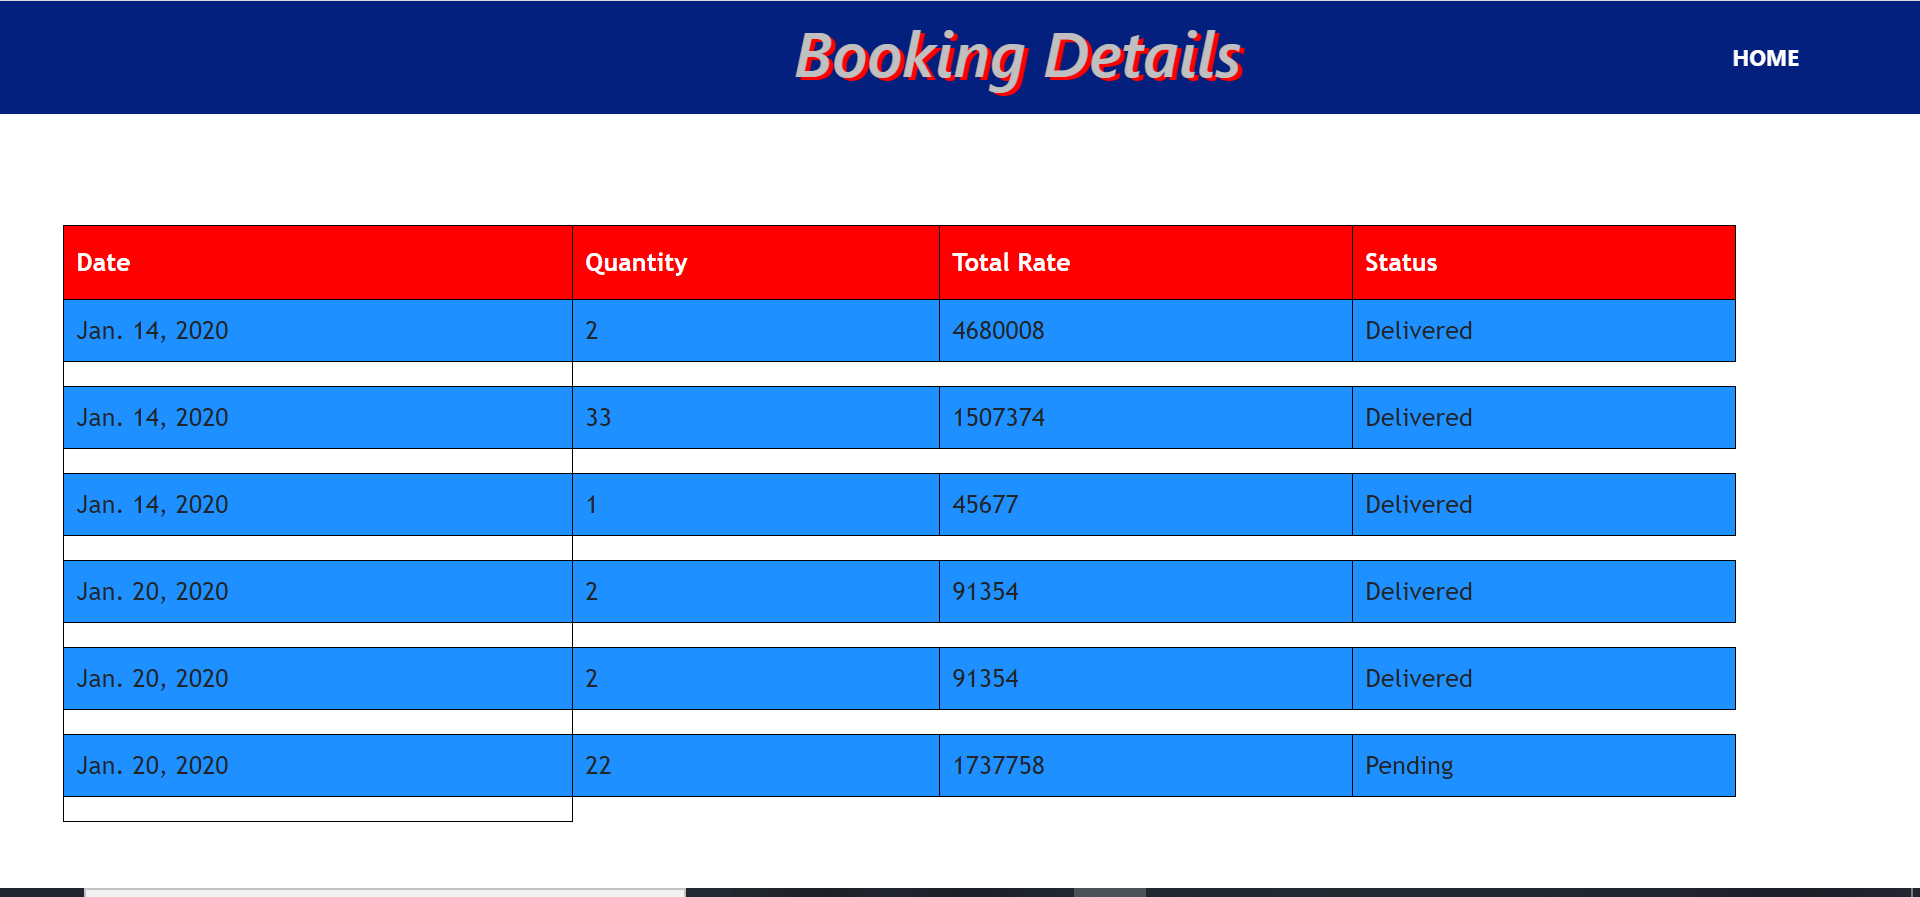 Booking Details
HOME
Date Quantity Total Rate Status
Jan. 14, 2020 2 4680008 Delivered
Jan. 14, 2020 33 1507374 Delivered
Jan. 14, 2020 1 45677 Delivered
Jan. 20, 2020 2 91354 Delivered
Jan. 20, 2020 2 91354 Delivered
Jan. 20, 2020 22 1737758 Pending